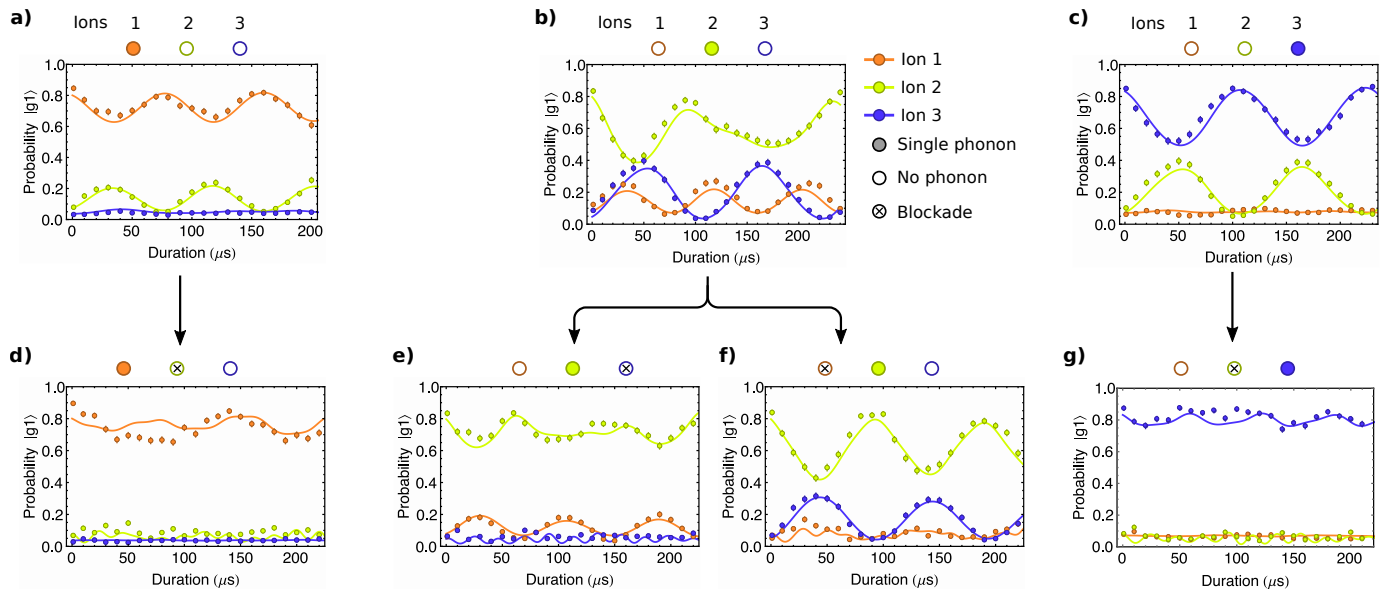 a) Ions 1 2 3
Probability |g1⟩
1.0
0.8
0.6
0.4
0.2
0.0
0 50 100 150 200
Duration (μs)
b) Ions 1 2 3
Probability |g1⟩
1.0
0.8
0.6
0.4
0.2
0.0
0 50 100 150 200
Duration (μs)
Ion 1
Ion 2
Ion 3
Single phonon
No phonon
Blockade
c) Ions 1 2 3
Probability |g1⟩
1.0
0.8
0.6
0.4
0.2
0.0
0 50 100 150 200
Duration (μs)
d)
Probability |g1⟩
1.0
0.8
0.6
0.4
0.2
0.0
0 50 100 150 200
Duration (μs)
e)
Probability |g1⟩
1.0
0.8
0.6
0.4
0.2
0.0
0 50 100 150 200
Duration (μs)
f)
Probability |g1⟩
1.0
0.8
0.6
0.4
0.2
0.0
0 50 100 150 200
Duration (μs)
g)
Probability |g1⟩
1.0
0.8
0.6
0.4
0.2
0.0
0 50 100 150 200
Duration (μs)